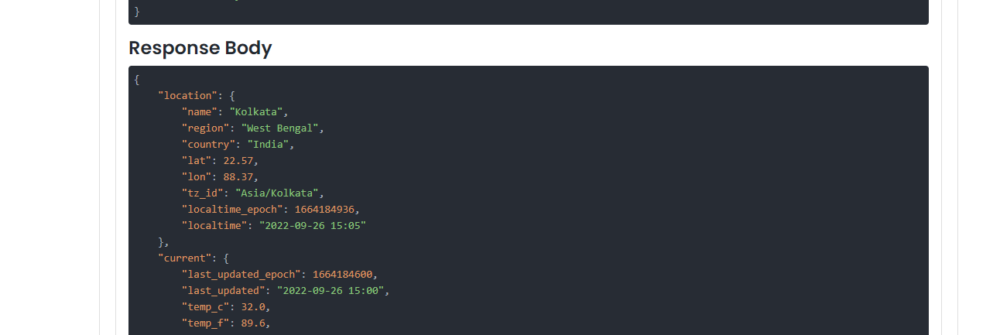 }
Response Body
{
    "location": {
        "name": "Kolkata",
        "region": "West Bengal",
        "country": "India",
        "lat": 22.57,
        "lon": 88.37,
        "tz_id": "Asia/Kolkata",
        "localtime_epoch": 1664184936,
        "localtime": "2022-09-26 15:05"
    },
    "current": {
        "last_updated_epoch": 1664184600,
        "last_updated": "2022-09-26 15:00",
        "temp_c": 32.0,
        "temp_f": 89.6,